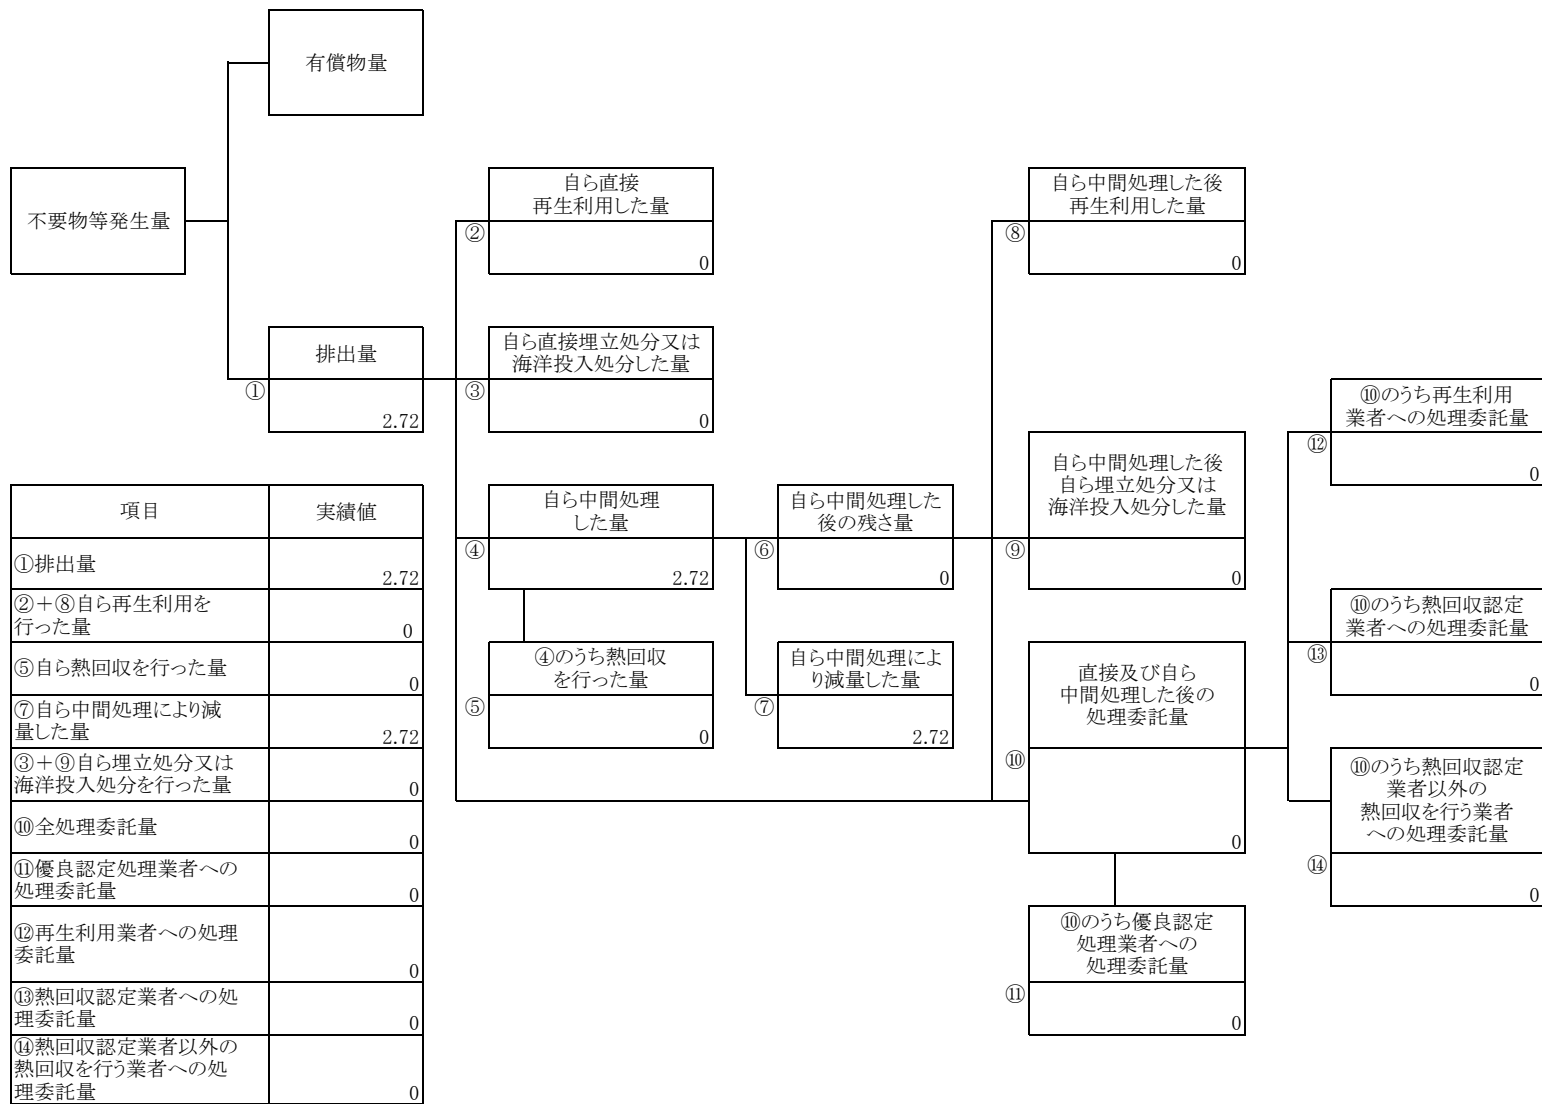 有償物量
不要物等発生量
自ら直接
再生利用した量
②
0
自ら中間処理した後
再生利用した量
⑧
0
排出量
①
2.72
自ら直接埋立処分又は
海洋投入処分した量
③
0
⑩のうち再生利用
業者への処理委託量
⑫
0
自ら中間処理した後
自ら埋立処分又は
海洋投入処分した量
⑨
0
自ら中間処理
した量
④
2.72
自ら中間処理した
後の残さ量
⑥
0
④のうち熱回収
を行った量
⑤
0
自ら中間処理によ
り減量した量
⑦
2.72
直接及び自ら
中間処理した後の
処理委託量
⑩
0
⑩のうち熱回収認定
業者への処理委託量
⑬
0
⑩のうち熱回収認定
業者以外の
熱回収を行う業者
への処理委託量
⑭
0
⑩のうち優良認定
処理業者への
処理委託量
⑪
0
項目 実績値
①排出量 2.72
②+⑧自ら再生利用を
行った量 0
⑤自ら熱回収を行った量 0
⑦自ら中間処理により減
量した量 2.72
③+⑨自ら埋立処分又は
海洋投入処分を行った量 0
⑩全処理委託量 0
⑪優良認定処理業者への
処理委託量 0
⑫再生利用業者への処理
委託量 0
⑬熱回収認定業者への処
理委託量 0
⑭熱回収認定業者以外の
熱回収を行う業者への処
理委託量 0